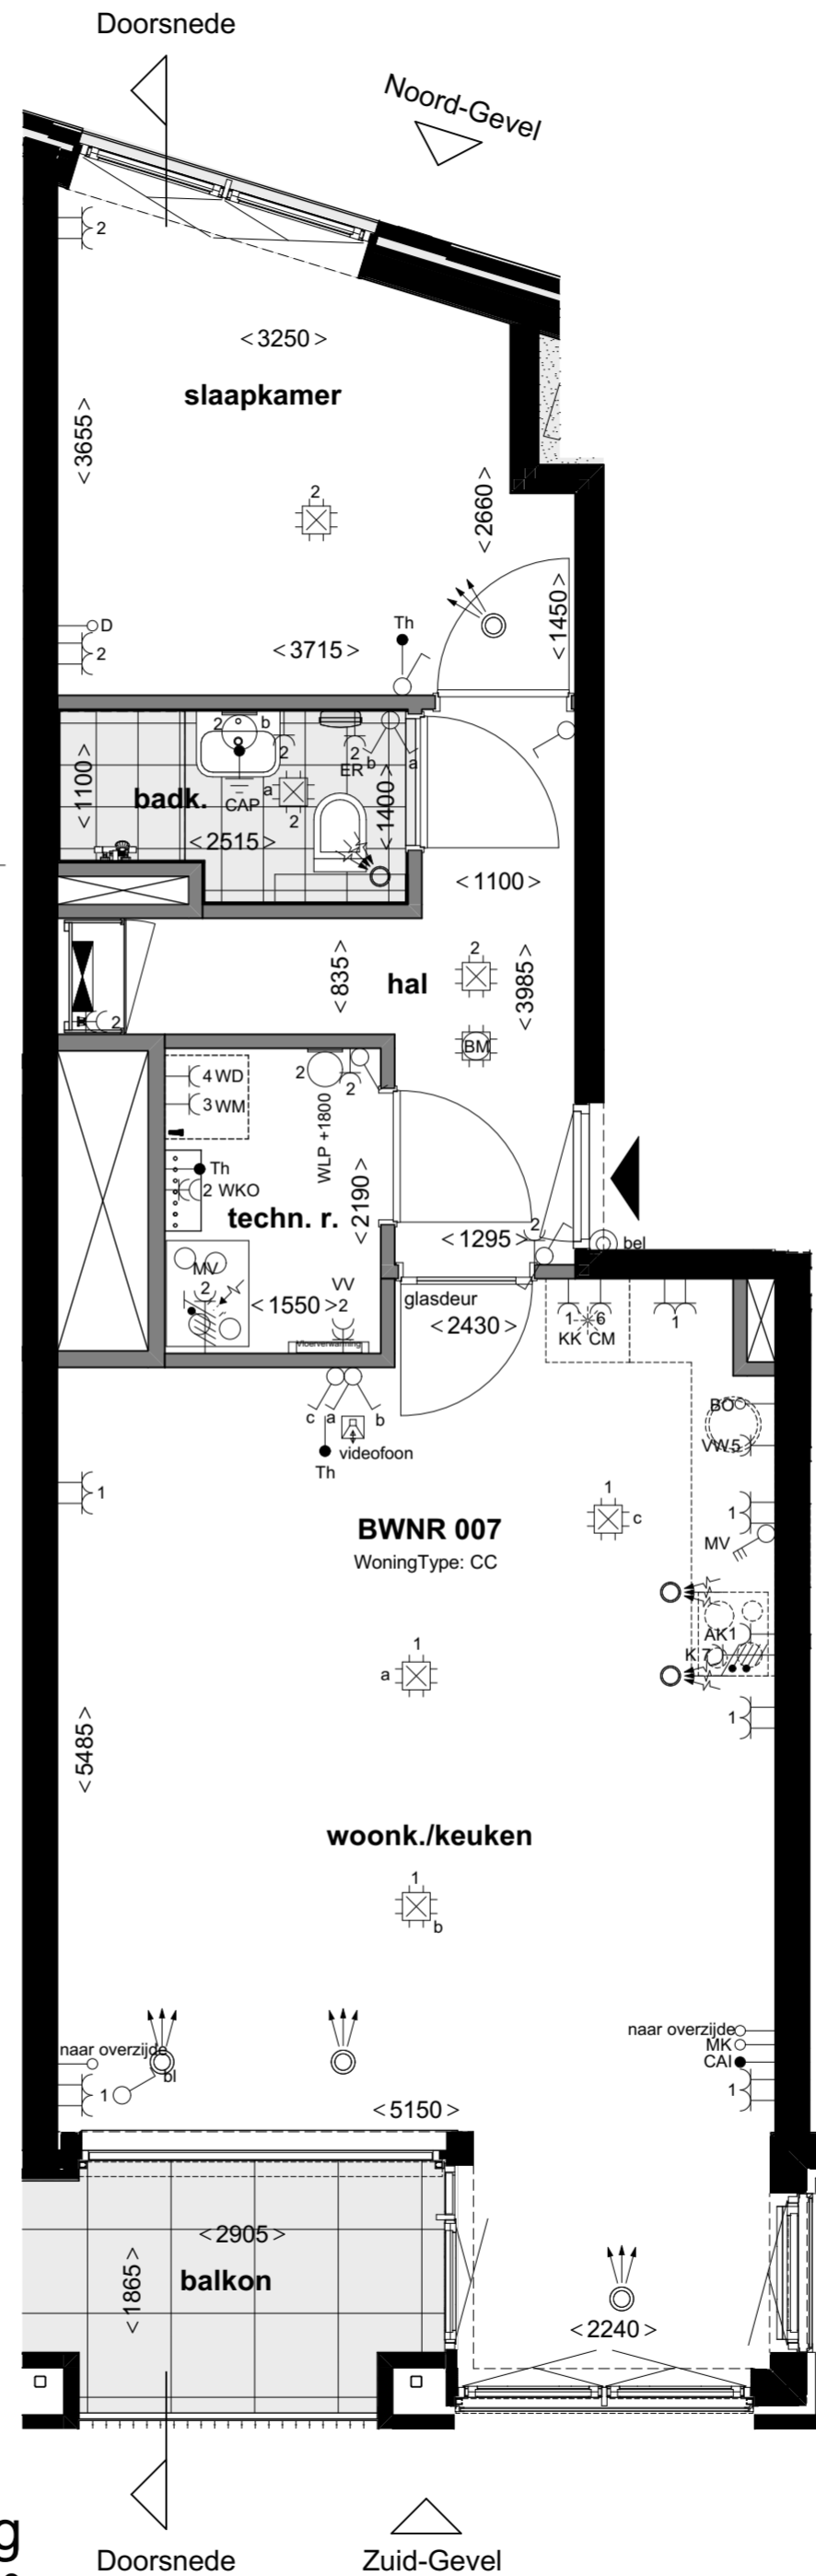 Doorsnede
Noord-Gevel
2
<3250>
slaapkamer
<3655>
2
<2660>
<1450>
D
2
Th
<3715>
2
b
2
2
ER
b
a
<1100>
badk.
CAP
a
2
<1400>
<2515>
<1100>
<835>
hal
2
<3985>
2
BM
4 WD
3 WM
2
2
WLP +1800
Th
2 WKO
techn. r.
<2190>
2
<1295>
bel
MV
2
<1550>
VV
2
Vloerverwarming
glasdeur
<2430>
1
6
KK
CM
1
c
a
b
videofoon
Th
BO
VW5
1
1
BWNR 007
WoningType: CC
1
c
MV
1
a
AK1
K 7
1
<5485>
woonk./keuken
1
b
naar overzijde
bl
1
naar overzijde
MK
CAI
1
<5150>
<2905>
<1865>
balkon
<2240>
g
Doorsnede
Zuid-Gevel